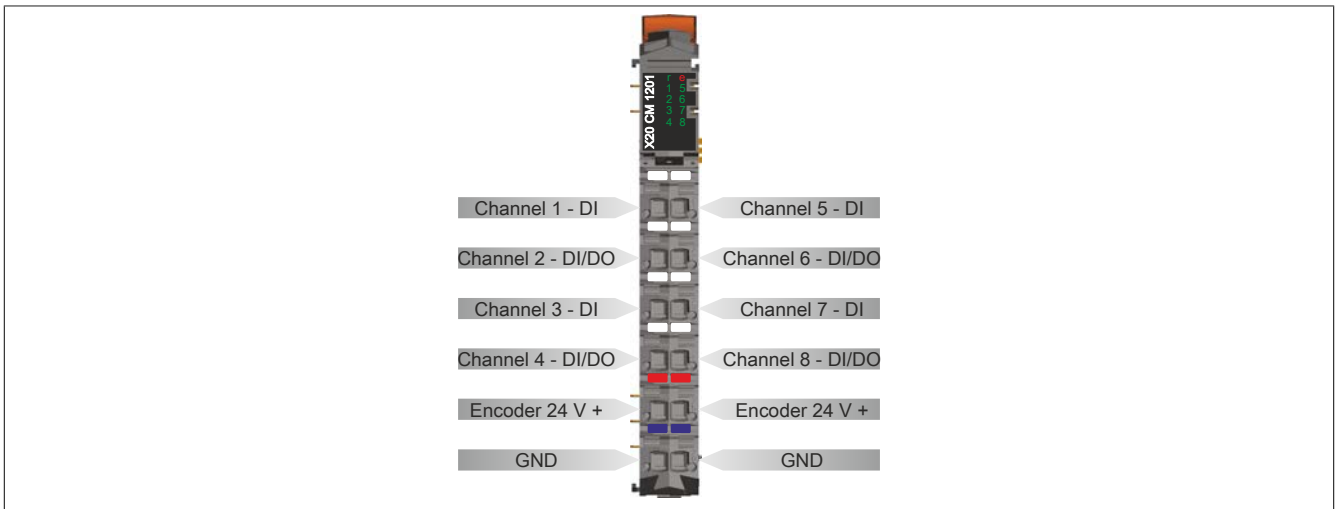 X20 CM 1201
r e
1 5
2 6
3 7
4 8
Channel 1 - DI
Channel 5 - DI
Channel 2 - DI/DO
Channel 6 - DI/DO
Channel 3 - DI
Channel 7 - DI
Channel 4 - DI/DO
Channel 8 - DI/DO
Encoder 24 V +
Encoder 24 V +
GND
GND